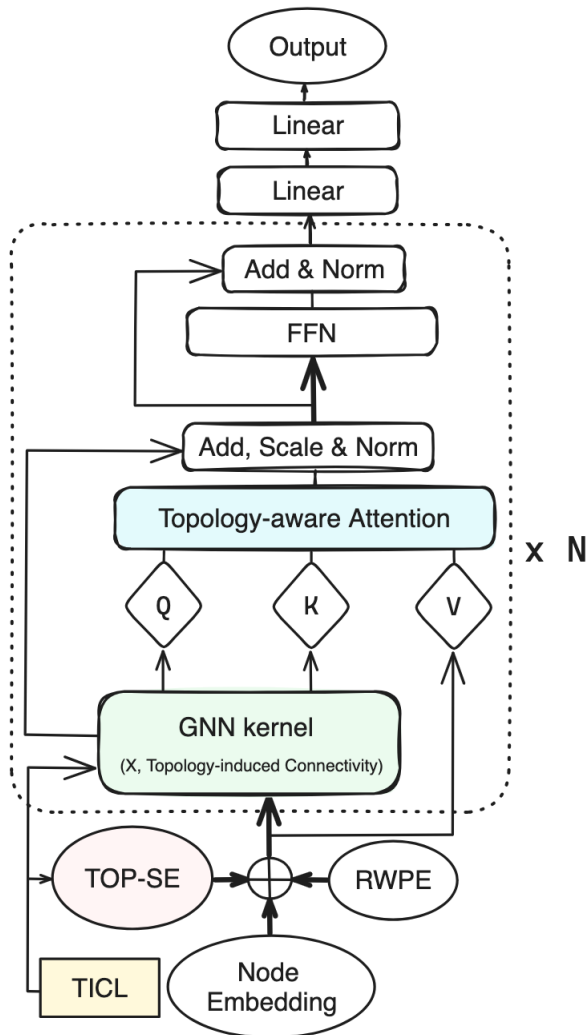 Output
Linear
Linear
Add & Norm
FFN
Add, Scale & Norm
Topology-aware Attention
x N
Q
K
V
GNN kernel
(X, Topology-induced Connectivity)
TOP-SE
RWPE
TICL
Node
Embedding